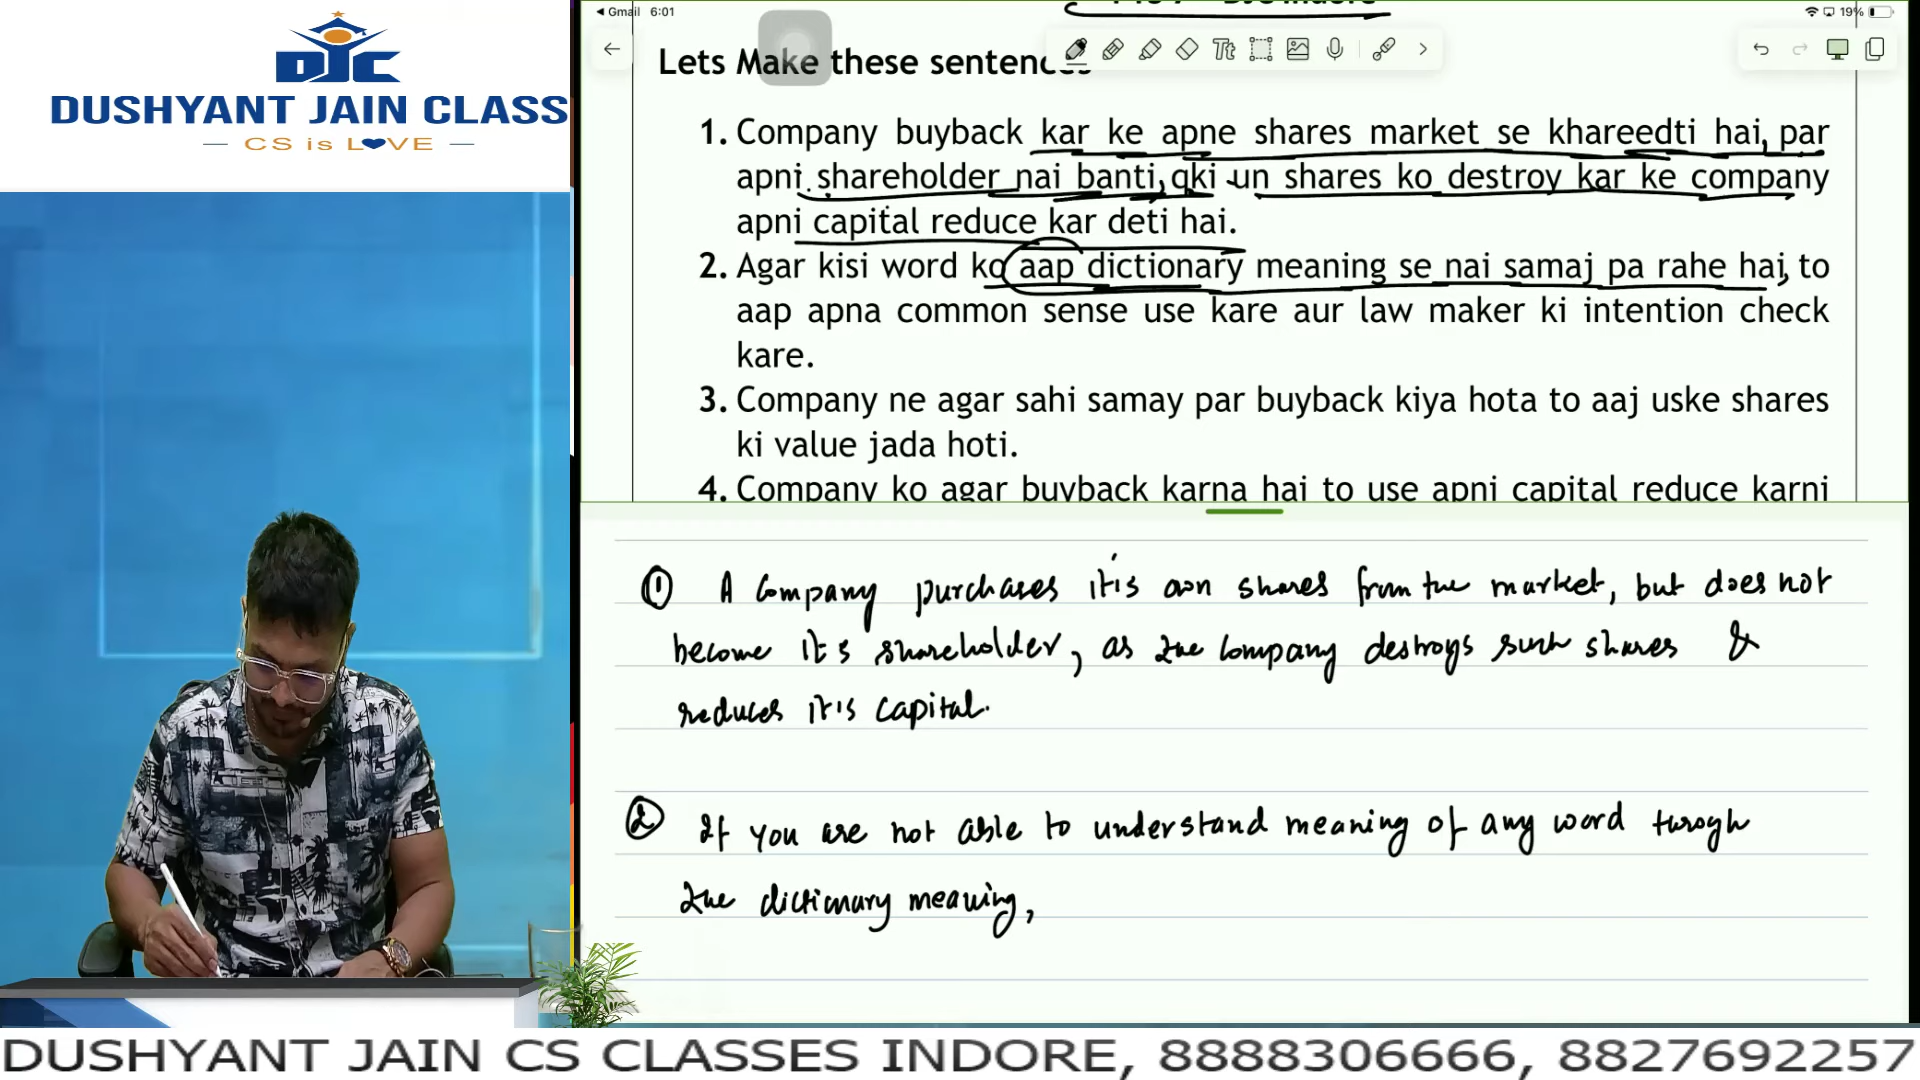 DJC
DUSHYANT JAIN CLASS
— CS is LOVE —
Gmail 6:01
19%
Lets Make these sentences
1. Company buyback kar ke apne shares market se khareedti hai, par
apni shareholder nai banti, qki un shares ko destroy kar ke company
apni capital reduce kar deti hai.
2. Agar kisi word ko aap dictionary meaning se nai samaj pa rahe hai, to
aap apna common sense use kare aur law maker ki intention check
kare.
3. Company ne agar sahi samay par buyback kiya hota to aaj uske shares
ki value jada hoti.
4. Company ko agar buyback karna hai to use apni capital reduce karni
① A Company purchases it's own shares from the market, but does not
become it's shareholder, as the Company destroys such shares &
reduces it's capital.
② If you are not able to understand meaning of any word throgh
the dictionary meaning,
DUSHYANT JAIN CS CLASSES INDORE, 8888306666, 8827692257